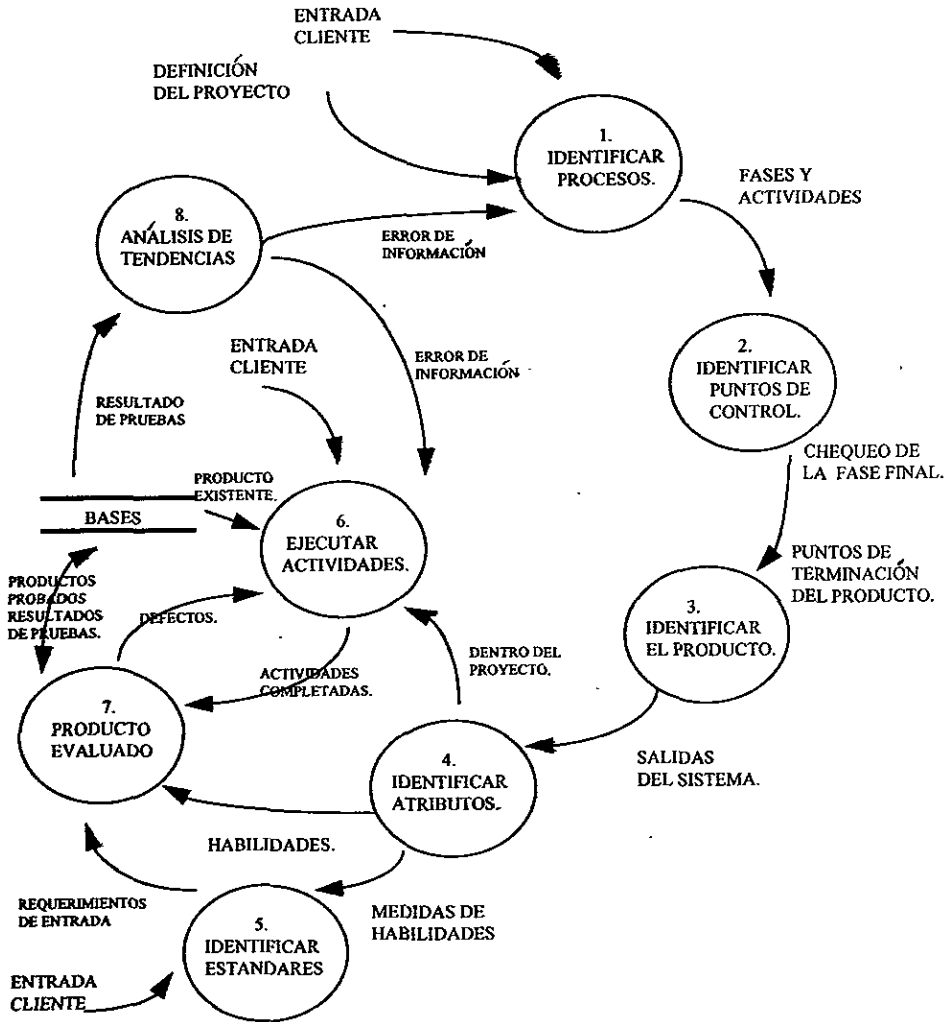 ENTRADA
CLIENTE
DEFINICIÓN
DEL PROYECTO
1.
IDENTIFICAR
PROCESOS.
FASES Y
ACTIVIDADES
8.
ANÁLISIS DE
TENDENCIAS
ERROR DE
INFORMACIÓN
ENTRADA
CLIENTE
ERROR DE
INFORMACIÓN
2.
IDENTIFICAR
PUNTOS DE
CONTROL.
RESULTADO
DE PRUEBAS
CHEQUEO DE
LA FASE FINAL.
PRODUCTO
EXISTENTE.
BASES
6.
EJECUTAR
ACTIVIDADES.
PUNTOS DE
TERMINACIÓN
DEL PRODUCTO.
PRODUCTOS
PROBADOS
RESULTADOS
DE PRUEBAS.
DEFECTOS.
3.
IDENTIFICAR
EL PRODUCTO.
DENTRO DEL
PROYECTO.
ACTIVIDADES
COMPLETADAS.
7.
PRODUCTO
EVALUADO
4.
IDENTIFICAR
ATRIBUTOS.
SALIDAS
DEL SISTEMA.
HABILIDADES.
REQUERIMIENTOS
DE ENTRADA
MEDIDAS DE
HABILIDADES
5.
IDENTIFICAR
ESTANDARES
ENTRADA
CLIENTE